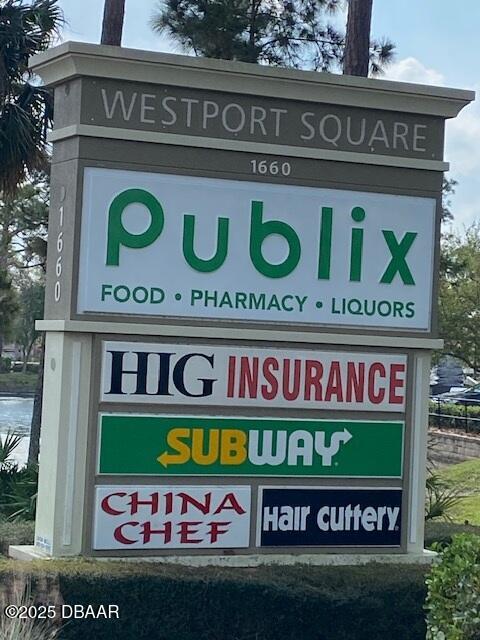 WESTPORT SQUARE
1660
1660
Publix
FOOD • PHARMACY • LIQUORS
HIG INSURANCE
SUBWAY
CHINA
CHEF
Hair Cuttery
©2025 DBAAR